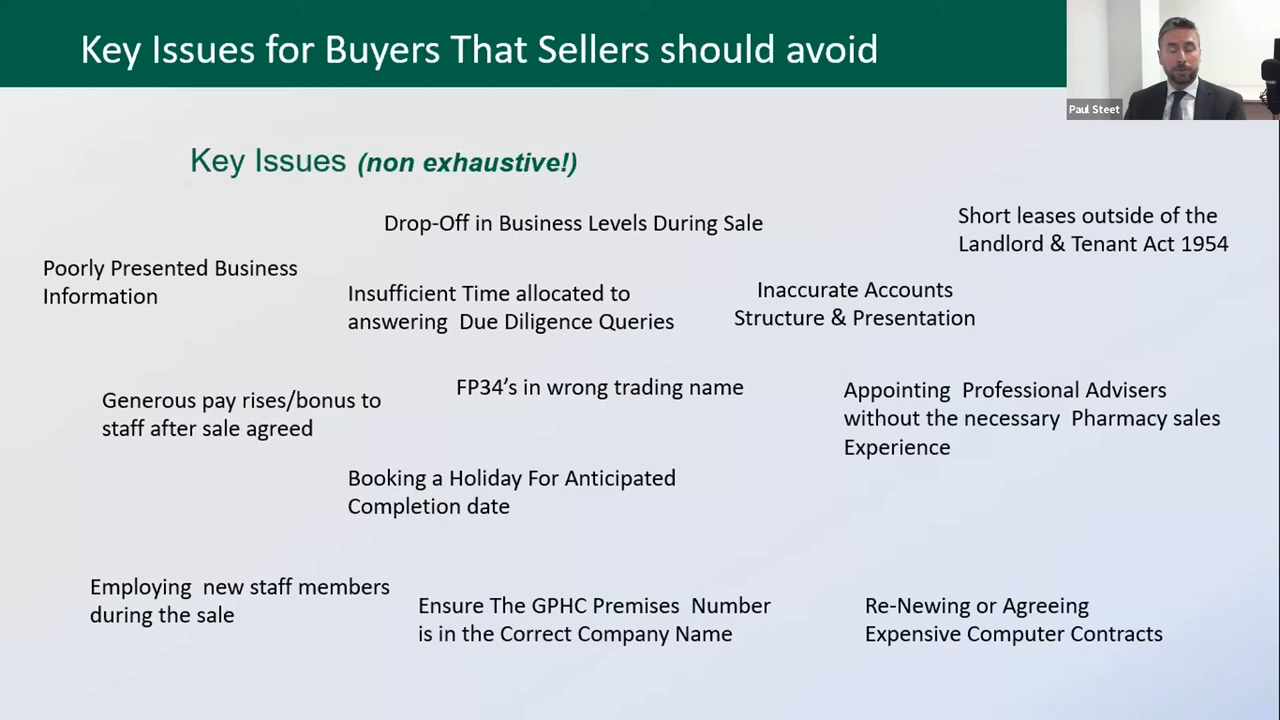 Key Issues for Buyers That Sellers should avoid
Paul Steet
Key Issues (non exhaustive!)
Drop-Off in Business Levels During Sale
Short leases outside of the
Landlord & Tenant Act 1954
Poorly Presented Business
Information
Insufficient Time allocated to
answering Due Diligence Queries
Inaccurate Accounts
Structure & Presentation
Generous pay rises/bonus to
staff after sale agreed
FP34’s in wrong trading name
Appointing Professional Advisers
without the necessary Pharmacy sales
Experience
Booking a Holiday For Anticipated
Completion date
Employing new staff members
during the sale
Ensure The GPHC Premises Number
is in the Correct Company Name
Re-Newing or Agreeing
Expensive Computer Contracts